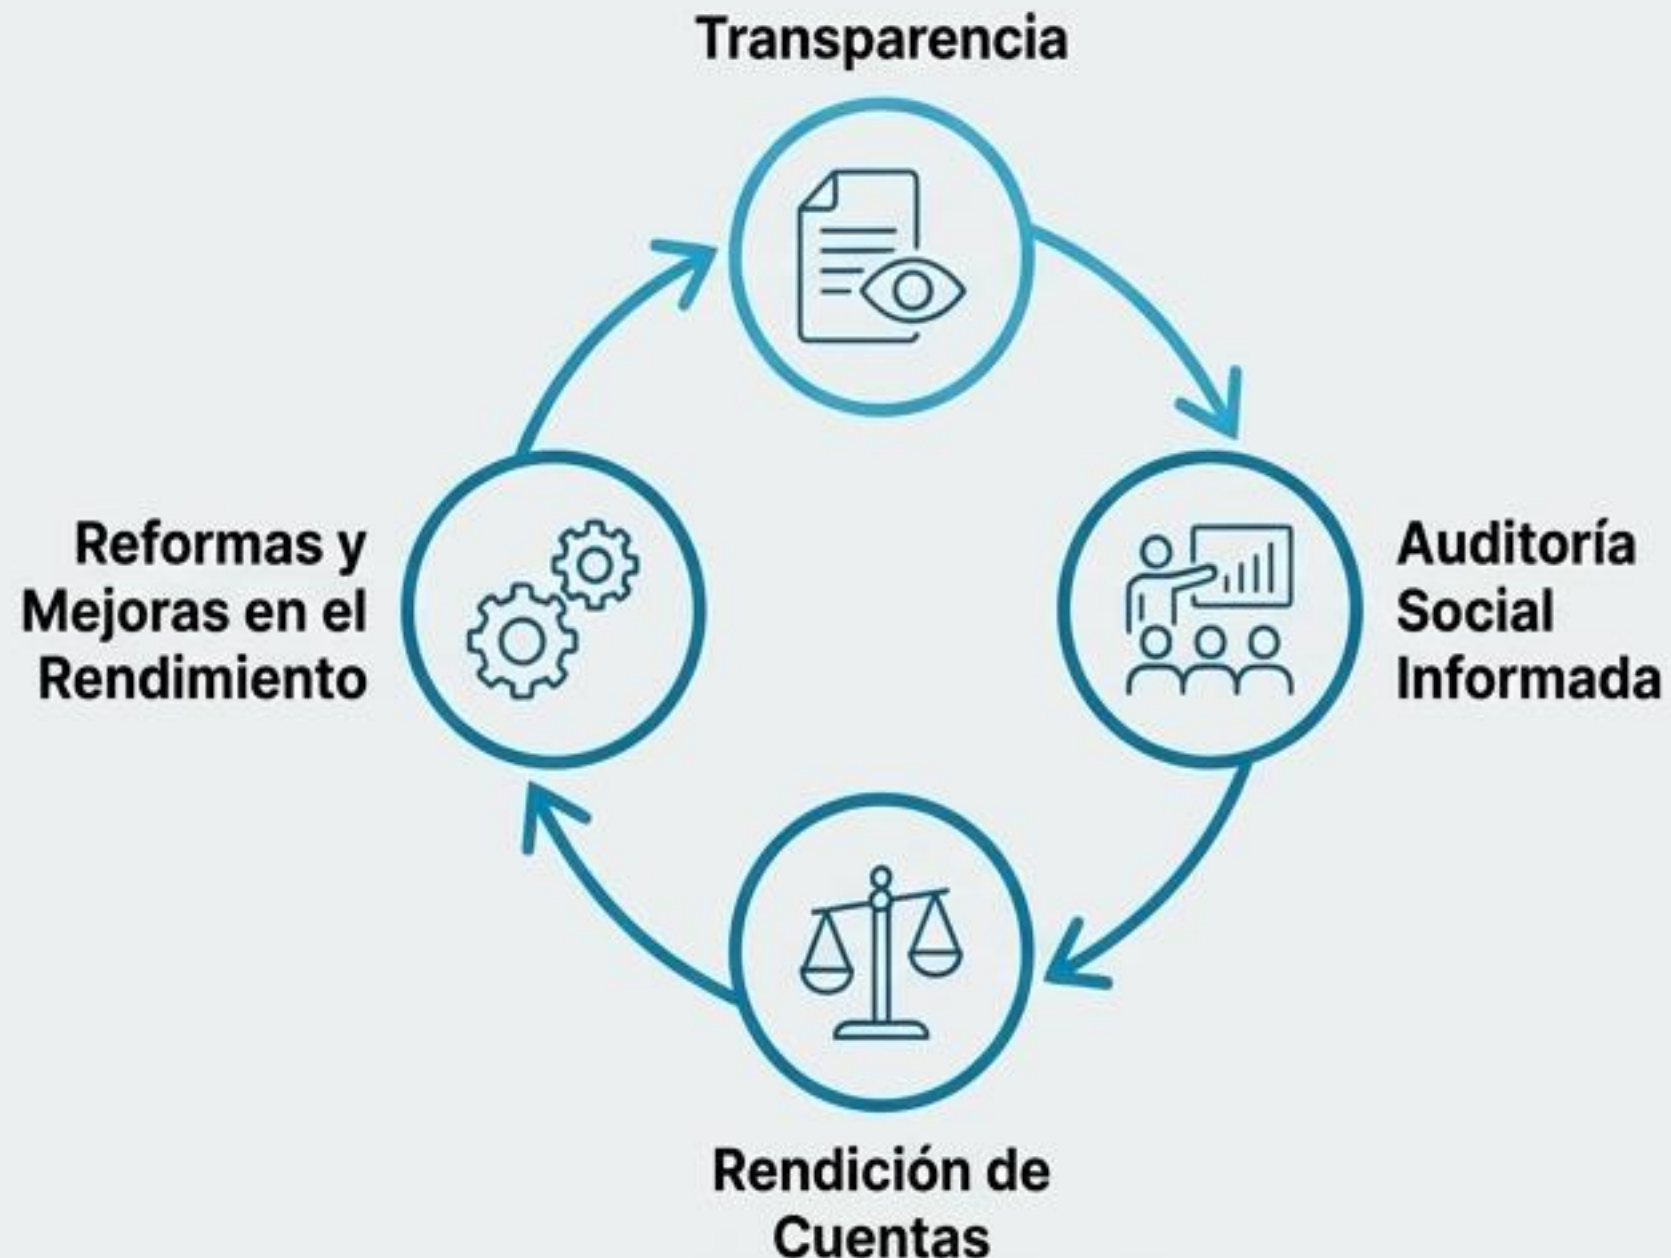 Transparencia
Auditoría
Social
Informada
Rendición de
Cuentas
Reformas y
Mejoras en el
Rendimiento